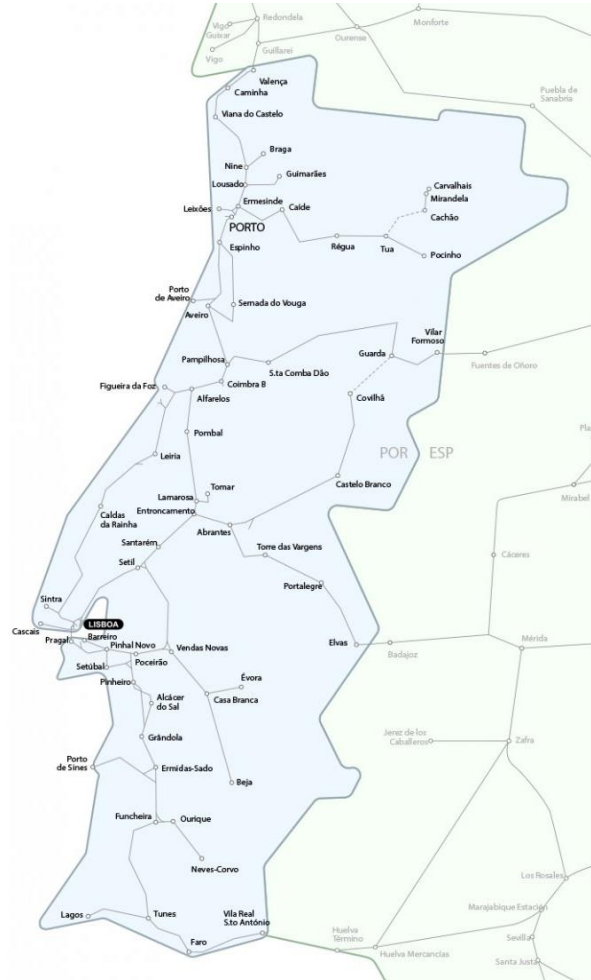 Redondela
Monforte
Vigo
Guixar
Ourense
Guillarei
Vigo
Valença
Puebla de
Sanabria
Caminha
Viana do Castelo
Braga
Nine
Guimarães
Lousado
Carvalhais
Mirandela
Ermesinde
Leixões
Caíde
Cachão
PORTO
Espinho
Régua
Tua
Pocinho
Porto
de Aveiro
Sernada do Vouga
Aveiro
Vilar
Formoso
Guarda
Pampilhosa
Fuentes de Oñoro
S.ta Comba Dão
Coimbra B
Figueira da Foz
Alfarelos
Covilhã
Pombal
POR
ESP
Leiria
Tomar
Castelo Branco
Lamarosa
Mirabel
Entroncamento
Caldas
da Rainha
Abrantes
Santarém
Torre das Vargens
Cáceres
Setil
Portalegre
Sintra
LISBOA
Cascais
Barreiro
Pragal
Pinhal Novo
Vendas Novas
Elvas
Badajoz
Mérida
Setúbal
Poceirão
Pinheiro
Évora
Alcácer
do Sal
Casa Branca
Grândola
Jerez de los
Caballeros
Zafra
Porto
de Sines
Ermidas-Sado
Beja
Funcheira
Ourique
Neves-Corvo
Los Rosales
Marajabique Estación
Lagos
Tunes
Vila Real
S.to António
Huelva
Término
Sevilla
Faro
Huelva Mercancías
Santa Justa